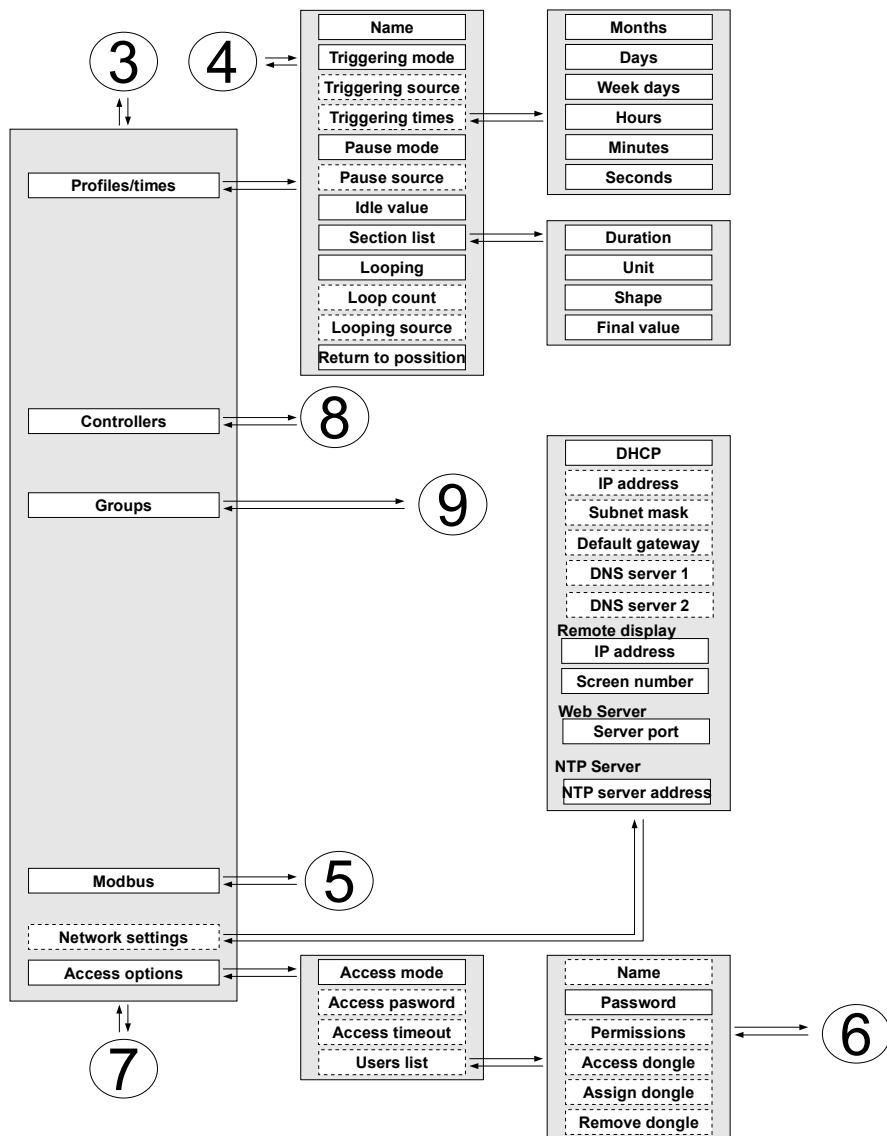 3
4
Name
Triggering mode
Triggering source
Triggering times
Pause mode
Pause source
Idle value
Section list
Looping
Loop count
Looping source
Return to possition
Months
Days
Week days
Hours
Minutes
Seconds
Duration
Unit
Shape
Final value
Profiles/times
Controllers
8
Groups
9
DHCP
IP address
Subnet mask
Default gateway
DNS server 1
DNS server 2
Remote display
IP address
Screen number
Web Server
Server port
NTP Server
NTP server address
Modbus
5
Network settings
Access options
Access mode
Access pasword
Access timeout
Users list
Name
Password
Permissions
Access dongle
Assign dongle
Remove dongle
6
7